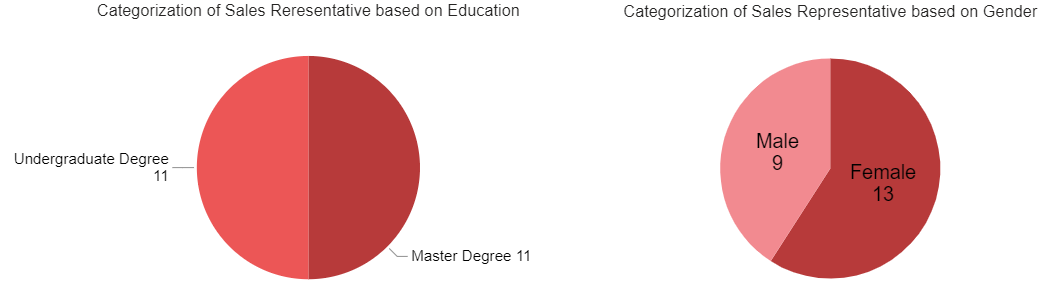 Categorization of Sales Reresentative based on Education
Undergraduate Degree
11
Master Degree 11
Categorization of Sales Representative based on Gender
Male
9
Female
13